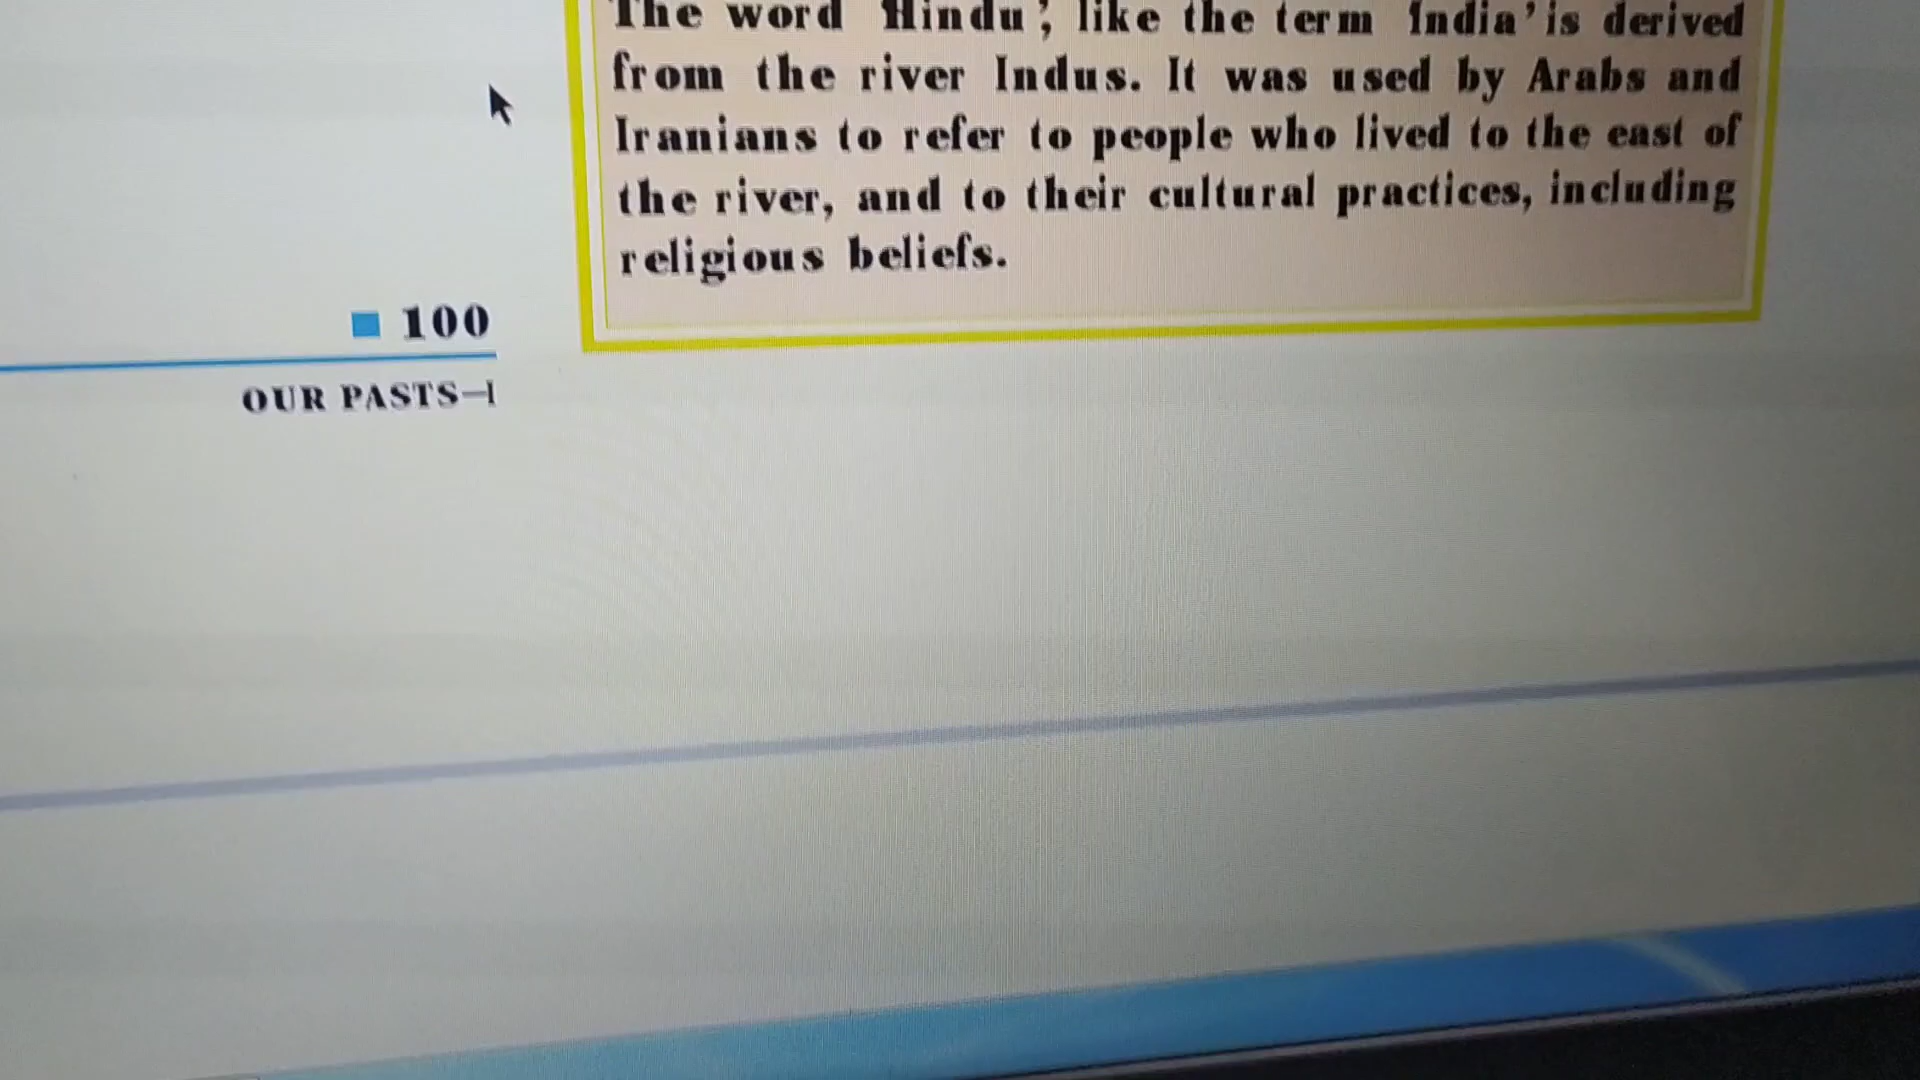 The word Hindu', like the term India' is derived
from the river Indus. It was used by Arabs and
Iranians to refer to people who lived to the east of
the river, and to their cultural practices, including
religious beliefs.
100
OUR PASTS–I